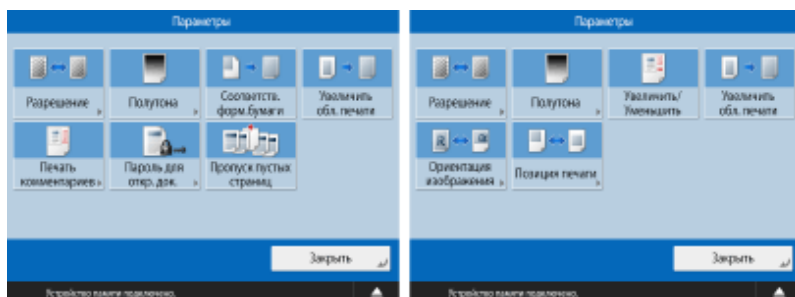 Параметры
Разрешение
Полутона
Соответств.
форм.бумаги
Увеличить
обл. печати
Печать
комментариев
Пароль для
откр. док.
Пропуск пустых
страниц
Закрыть
Устройство памяти подключено.
Параметры
Разрешение
Полутона
Увеличить/
Уменьшить
Увеличить
обл. печати
Ориентация
изображения
Позиция печати
Закрыть
Устройство памяти подключено.